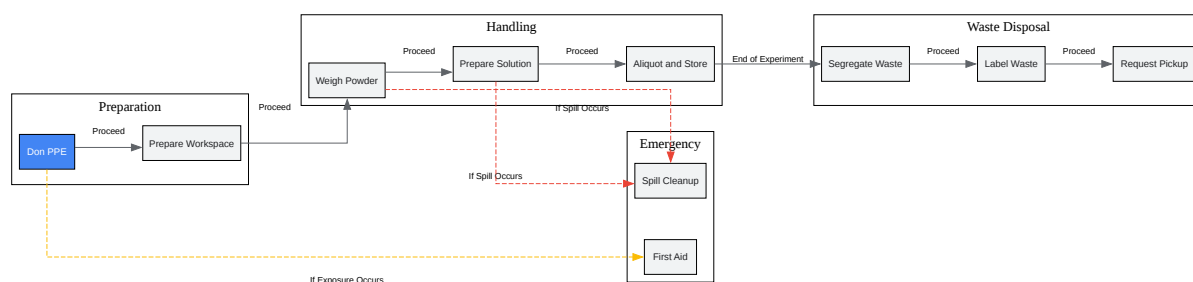 Handling
Waste Disposal
Proceed
Proceed
End of Experiment
Proceed
Proceed
Weigh Powder
Prepare Solution
Aliquot and Store
Segregate Waste
Label Waste
Request Pickup
Preparation
Proceed
If Spill Occurs
Proceed
Don PPE
Prepare Workspace
Emergency
If Spill Occurs
Spill Cleanup
First Aid
If Exposure Occurs